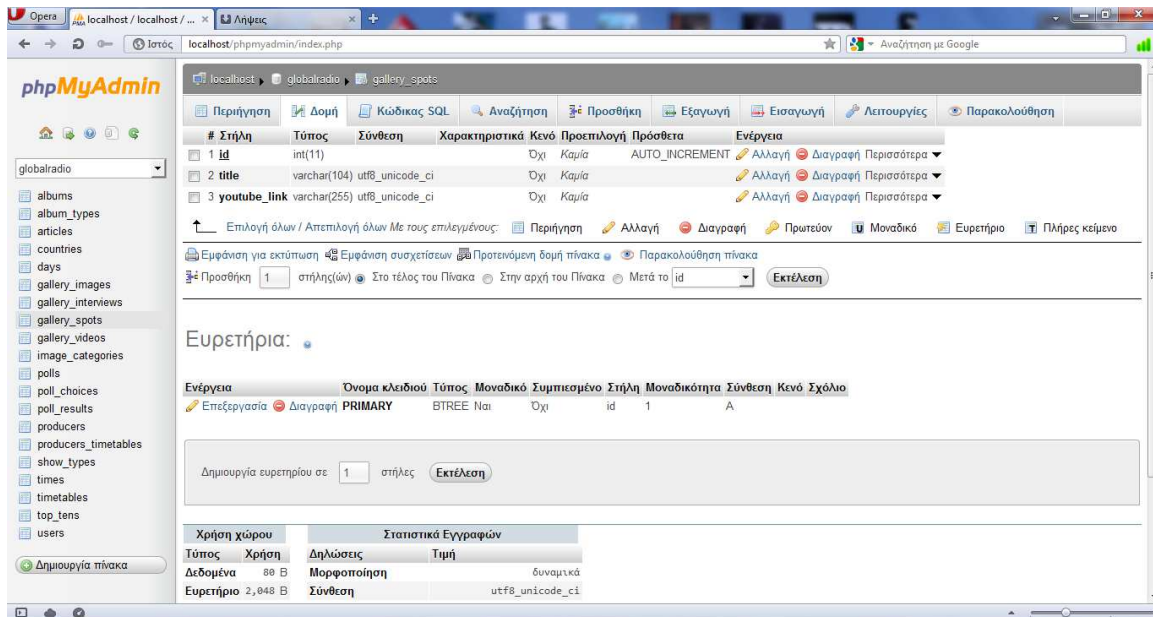 Opera
localhost / localhost / ...
Λήψεις
Ιστός
localhost/phpmyadmin/index.php
Αναζήτηση με Google
phpMyAdmin
localhost globalradio gallery_spots
Περιήγηση Δομή Κώδικας SQL Αναζήτηση Προσθήκη Εξαγωγή Εισαγωγή Λειτουργίες Παρακολούθηση
# Στήλη Τύπος Σύνθεση Χαρακτηριστικά Κενό Προεπιλογή Πρόσθετα Ενέργεια
1 id int(11) Όχι Καμία AUTO_INCREMENT Αλλαγή Διαγραφή Περισσότερα
2 title varchar(104) utf8_unicode_ci Όχι Καμία Αλλαγή Διαγραφή Περισσότερα
3 youtube_link varchar(255) utf8_unicode_ci Όχι Καμία Αλλαγή Διαγραφή Περισσότερα
Επιλογή όλων / Απεπιλογή όλων Με τους επιλεγμένους: Περιήγηση Αλλαγή Διαγραφή Πρωτεύον Μοναδικό Ευρετήριο Πλήρες κείμενο
Εμφάνιση για εκτύπωση Εμφάνιση συσχετίσεων Προτεινόμενη δομή πίνακα Παρακολούθηση πίνακα
Προσθήκη 1 στήλης(ών) Στο τέλος του Πίνακα Στην αρχή του Πίνακα Μετά το id Εκτέλεση
Ευρετήρια:
Ενέργεια Όνομα κλειδιού Τύπος Μοναδικό Συμπιεσμένο Στήλη Μοναδικότητα Σύνθεση Κενό Σχόλιο
Επεξεργασία Διαγραφή PRIMARY BTREE Ναι Όχι id 1 A
Δημιουργία ευρετηρίου σε 1 στήλες Εκτέλεση
Χρήση χώρου
Τύπος Χρήση
Δεδομένα 80 B
Ευρετήριο 2,048 B
Στατιστικά Εγγραφών
Δηλώσεις Τιμή
Μορφοποίηση δυναμικά
Σύνθεση utf8_unicode_ci
globalradio
albums
album_types
articles
countries
days
gallery_images
gallery_interviews
gallery_spots
gallery_videos
image_categories
polls
poll_choices
poll_results
producers
producers_timetables
show_types
times
timetables
top_tens
users
Δημιουργία πίνακα